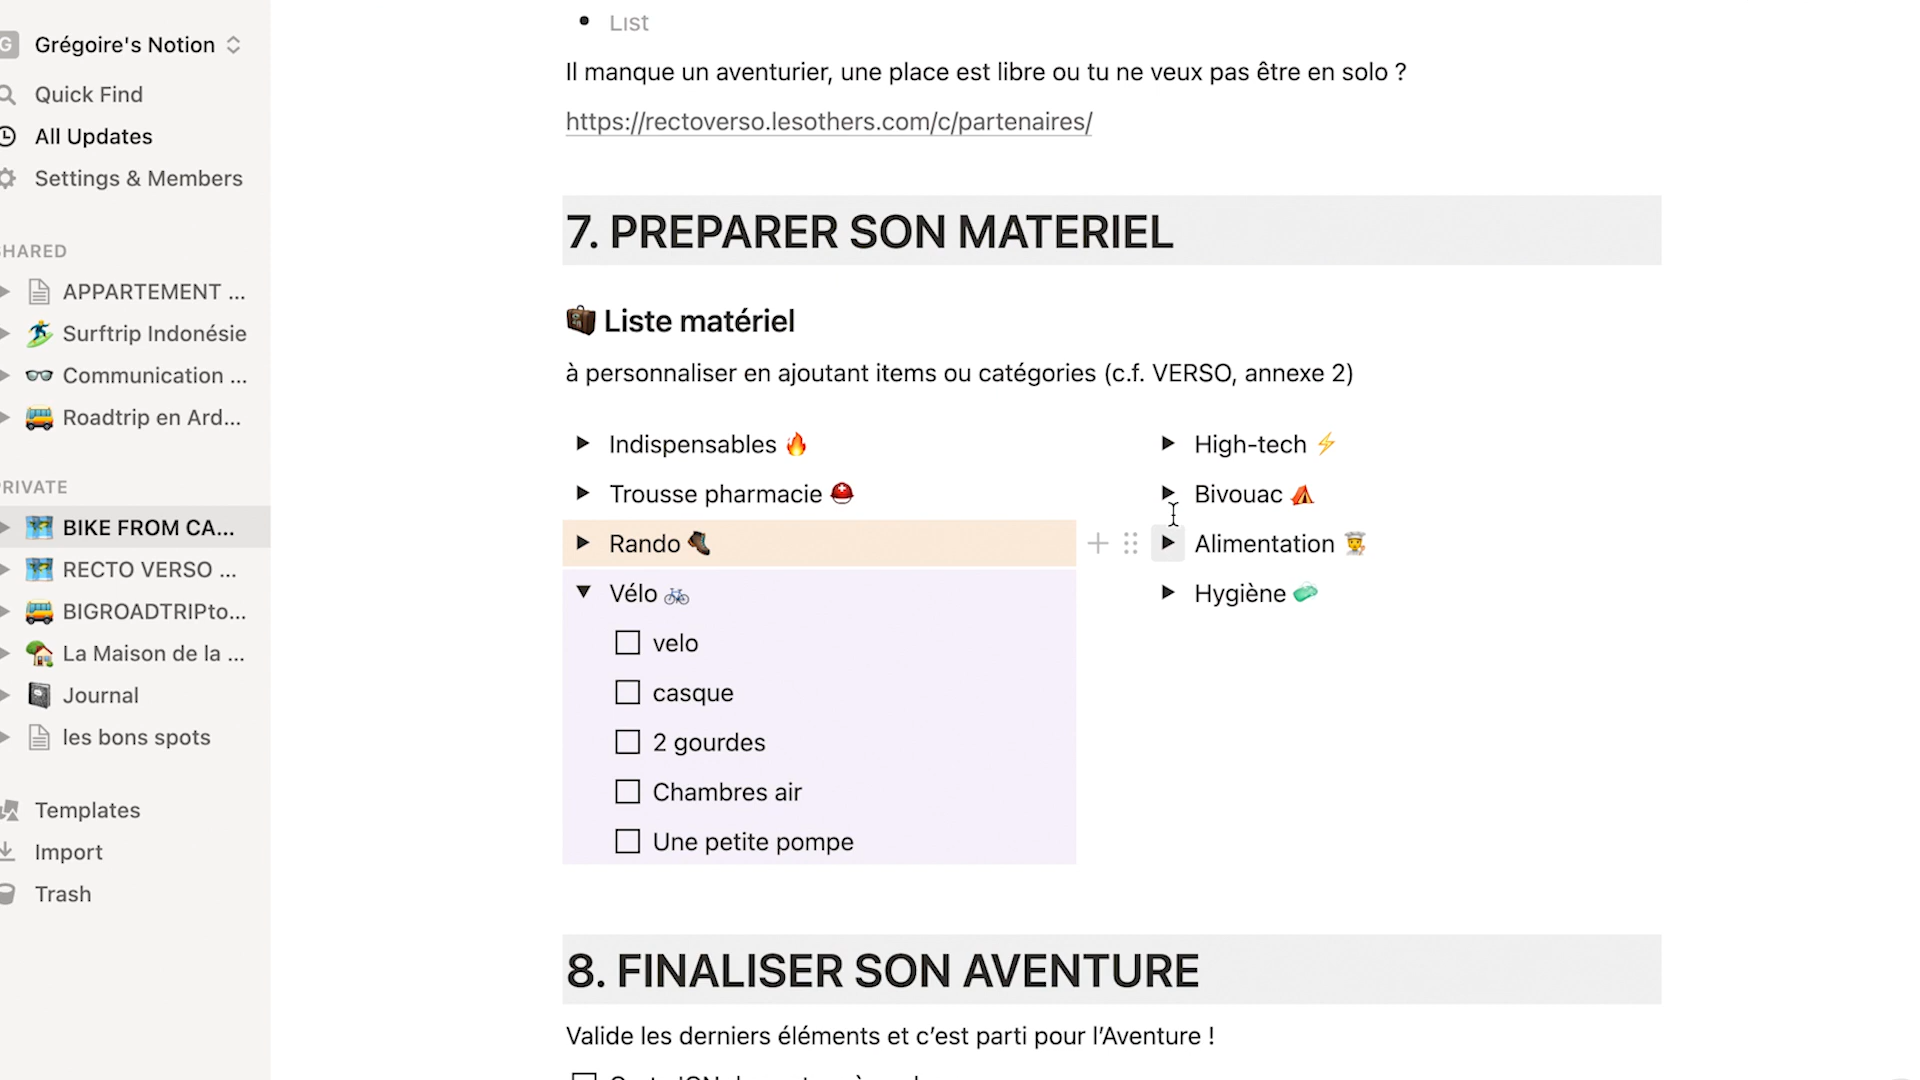 G Grégoire's Notion
Quick Find
All Updates
Settings & Members
HARED
APPARTEMENT ...
Surftrip Indonésie
Communication ...
Roadtrip en Ard...
RIVATE
BIKE FROM CA...
RECTO VERSO ...
BIGROADTRIPto...
La Maison de la ...
Journal
les bons spots
Templates
Import
Trash
• List
Il manque un aventurier, une place est libre ou tu ne veux pas être en solo ?
https://rectoverso.lesothers.com/c/partenaires/
7. PREPARER SON MATERIEL
Liste matériel
à personnaliser en ajoutant items ou catégories (c.f. VERSO, annexe 2)
Indispensables
Trousse pharmacie
Rando
Vélo
velo
casque
2 gourdes
Chambres air
Une petite pompe
High-tech
Bivouac
Alimentation
Hygiène
8. FINALISER SON AVENTURE
Valide les derniers éléments et c’est parti pour l’Aventure !